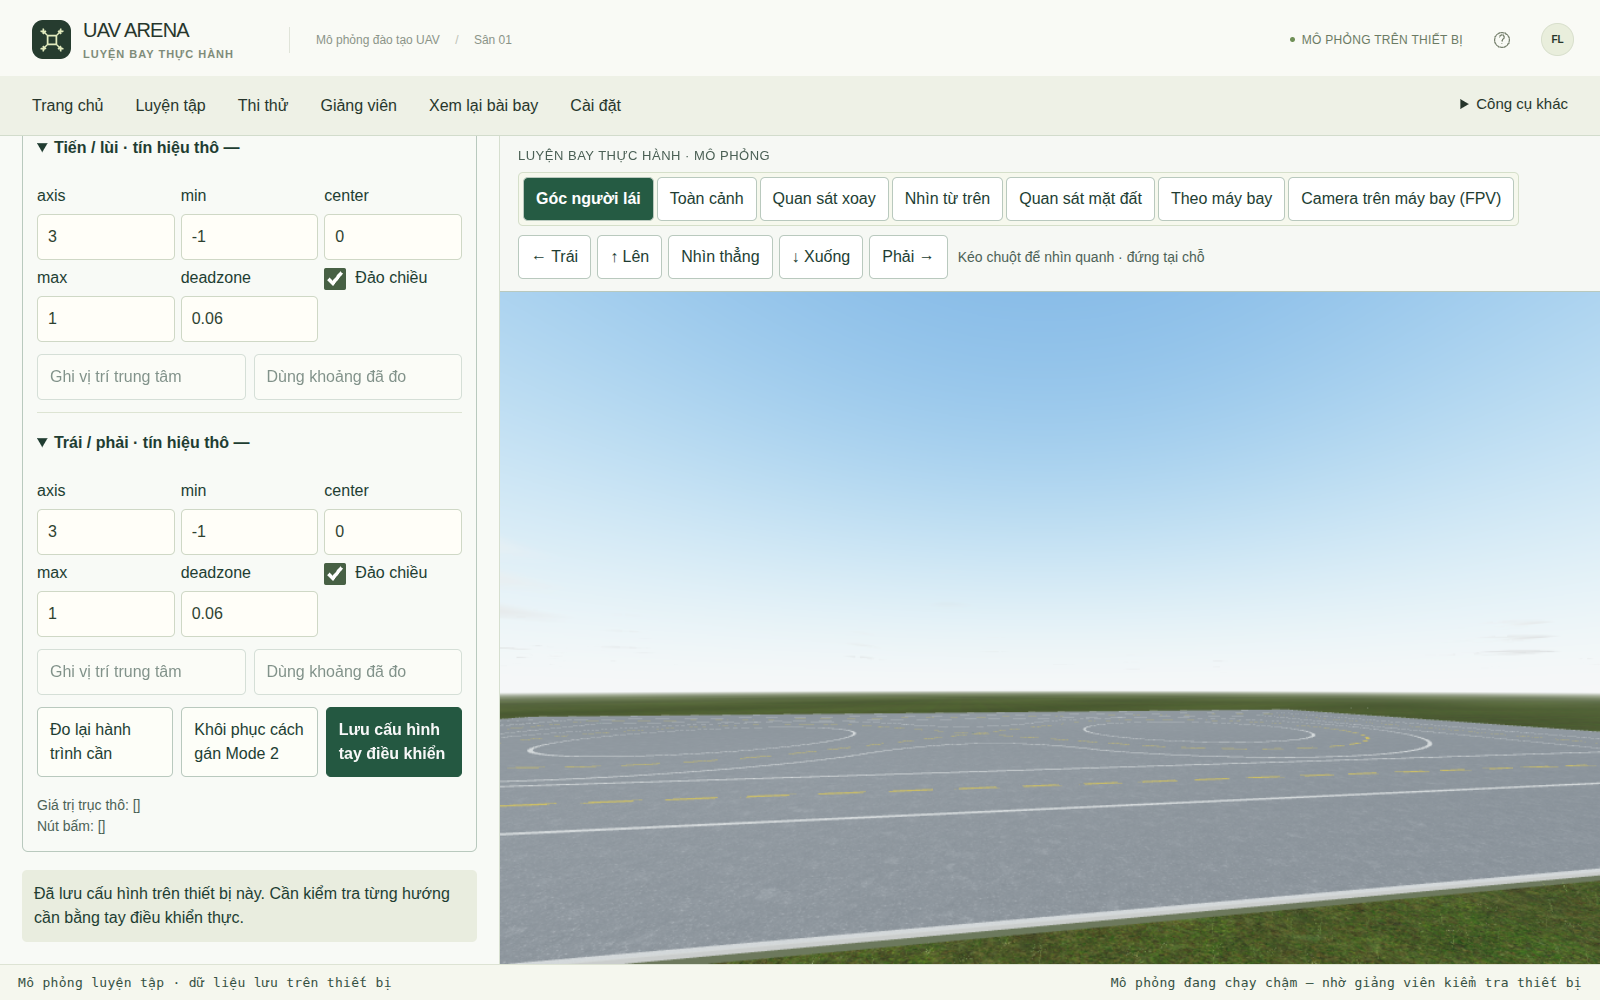 UAV ARENA
LUYỆN BAY THỰC HÀNH
Mô phỏng đào tạo UAV / Sân 01
MÔ PHỎNG TRÊN THIẾT BỊ
?
FL
Trang chủ
Luyện tập
Thi thử
Giảng viên
Xem lại bài bay
Cài đặt
▶ Công cụ khác
▼ Tiến / lùi · tín hiệu thô —
axis min center
3 -1 0
max deadzone Đảo chiều
1 0.06
Ghi vị trí trung tâm Dùng khoảng đã đo
▼ Trái / phải · tín hiệu thô —
axis min center
3 -1 0
max deadzone Đảo chiều
1 0.06
Ghi vị trí trung tâm Dùng khoảng đã đo
Đo lại hành
trình cần
Khôi phục cách
gán Mode 2
Lưu cấu hình
tay điều khiển
Giá trị trục thô: []
Nút bấm: []
Đã lưu cấu hình trên thiết bị này. Cần kiểm tra từng hướng
cần bằng tay điều khiển thực.
LUYỆN BAY THỰC HÀNH · MÔ PHỎNG
Góc người lái
Toàn cảnh
Quan sát xoay
Nhìn từ trên
Quan sát mặt đất
Theo máy bay
Camera trên máy bay (FPV)
← Trái
↑ Lên
Nhìn thẳng
↓ Xuống
Phải →
Kéo chuột để nhìn quanh · đứng tại chỗ
Mô phỏng luyện tập · dữ liệu lưu trên thiết bị
Mô phỏng đang chạy chậm — nhờ giảng viên kiểm tra thiết bị